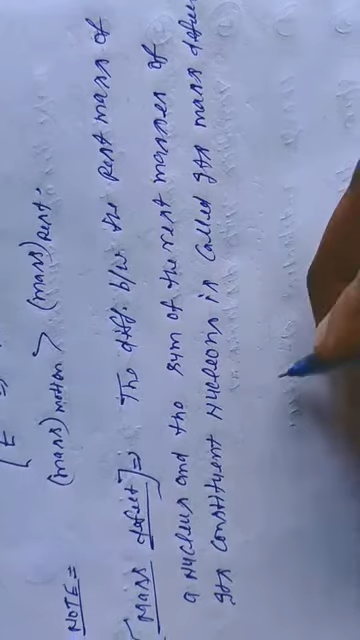 [E =
NOTE = (mass) motion > (mass) rest.
[Mass defect] = The diff. b/w the rest mass of
a nucleus and the sum of the rest masses of
its constituent nucleons is called its mass defect